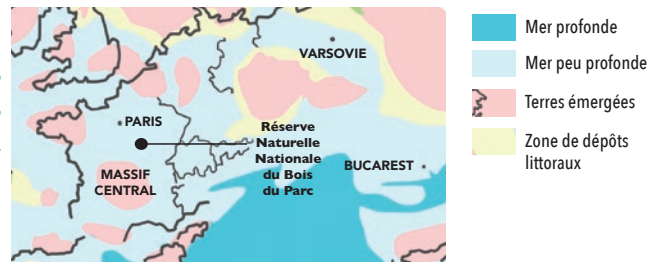 VARSOVIE
PARIS
Réserve
Naturelle
Nationale
du Bois
du Parc
BUCAREST
MASSIF
CENTRAL
Mer profonde
Mer peu profonde
Terres émergées
Zone de dépôts
littoraux